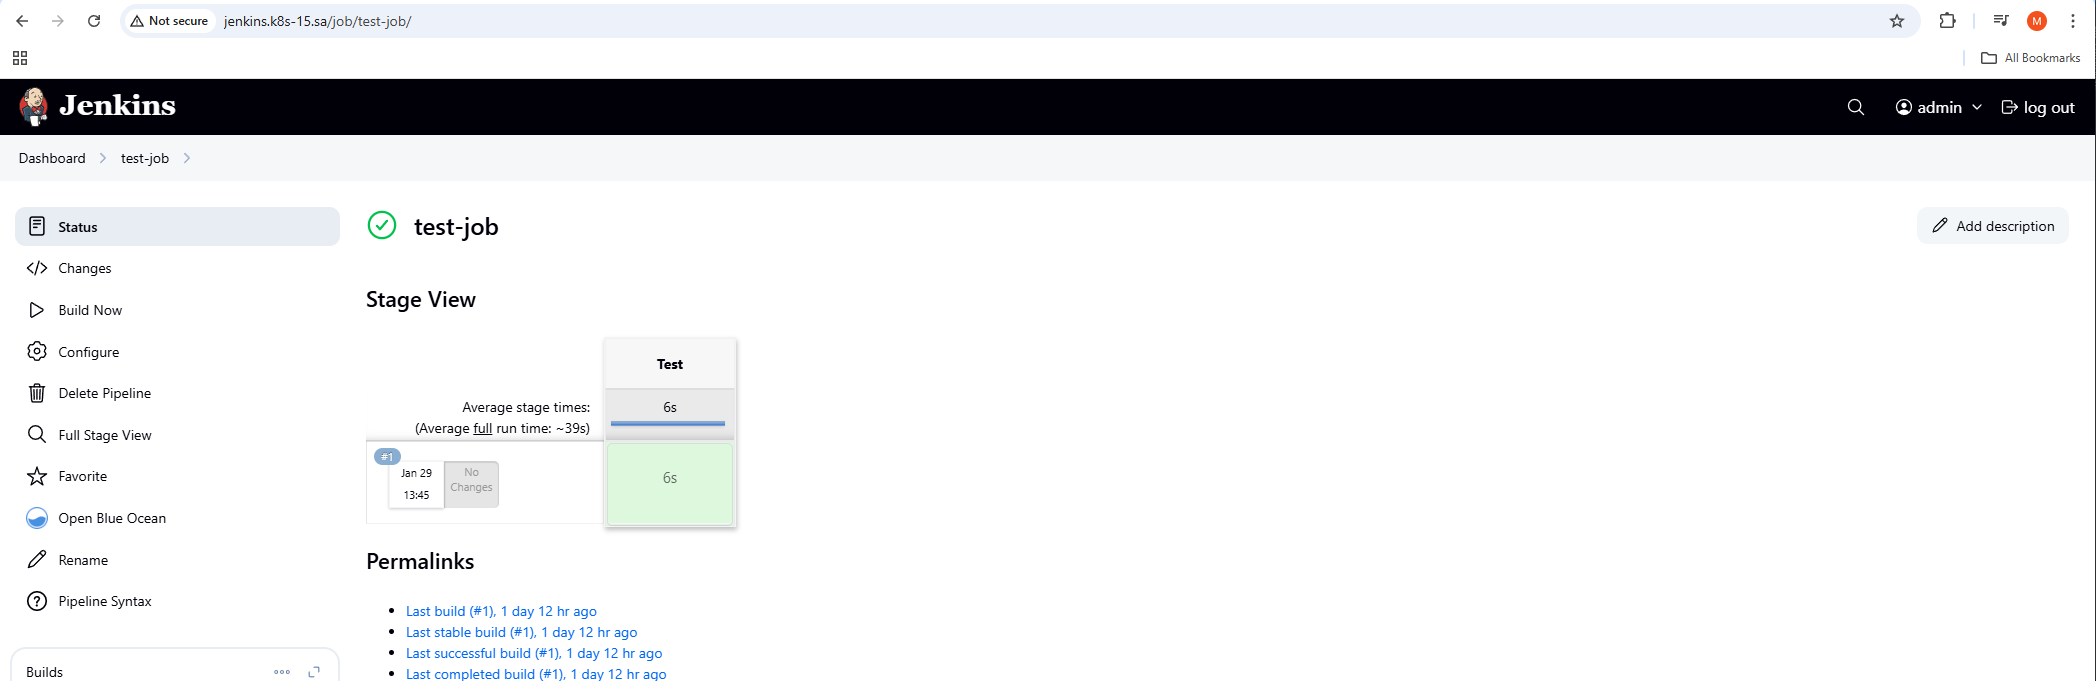 Not secure jenkins.k8s-15.sa/job/test-job/
M
All Bookmarks
Jenkins
admin
log out
Dashboard
test-job
Status
Changes
Build Now
Configure
Delete Pipeline
Full Stage View
Favorite
Open Blue Ocean
Rename
Pipeline Syntax
Builds
test-job
Add description
Stage View
Test
Average stage times:
(Average full run time: ~39s)
6s
#1
Jan 29
13:45
No
Changes
6s
Permalinks
Last build (#1), 1 day 12 hr ago
Last stable build (#1), 1 day 12 hr ago
Last successful build (#1), 1 day 12 hr ago
Last completed build (#1), 1 day 12 hr ago